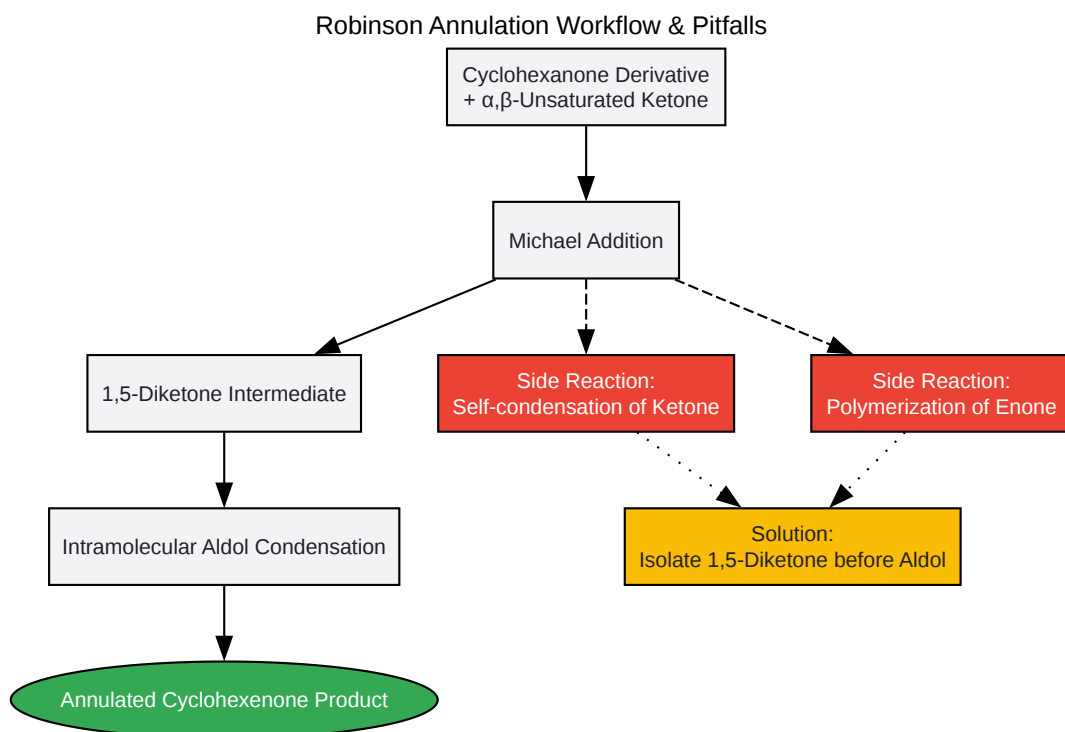 Robinson Annulation Workflow & Pitfalls
Cyclohexanone Derivative
+ α,β-Unsaturated Ketone
Michael Addition
1,5-Diketone Intermediate
Side Reaction:
Self-condensation of Ketone
Side Reaction:
Polymerization of Enone
Intramolecular Aldol Condensation
Solution:
Isolate 1,5-Diketone before Aldol
Annulated Cyclohexenone Product